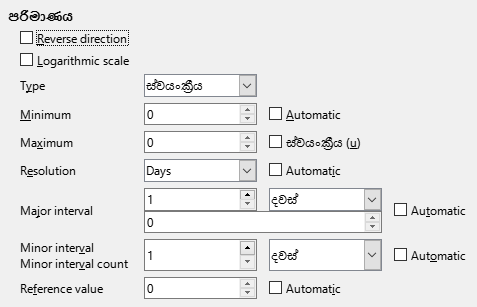 පරිමාණය
Reverse direction
Logarithmic scale
Type ස්වයංක්‍රීය
Minimum 0 Automatic
Maximum 0 ස්වයංක්‍රීය (u)
Resolution Days Automatic
Major interval 1 දවස් Automatic
0
Minor interval
Minor interval count 1 දවස් Automatic
Reference value 0 Automatic